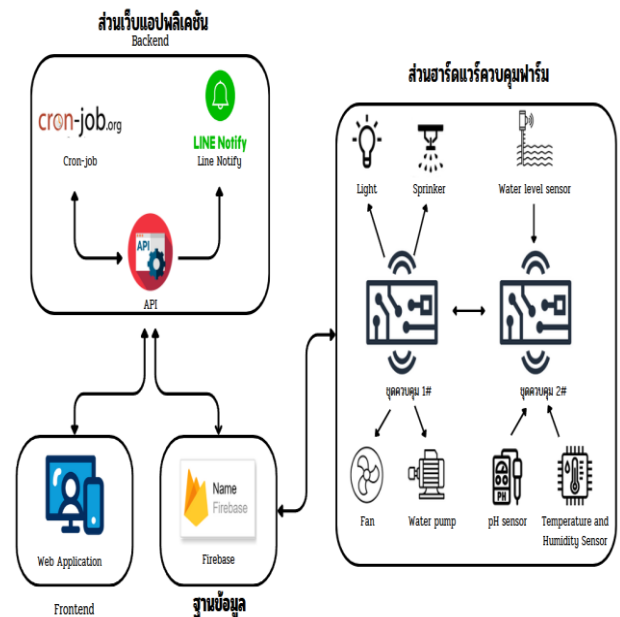 ส่วนเว็บแอปพลิเคชัน
Backend
cron-job.org
Cron-job
LINE Notify
Line Notify
API
API
Web Application
Frontend
Name
Firebase
Firebase
ฐานข้อมูล
ส่วนฮาร์ดแวร์ควบคุมฟาร์ม
Light
Sprinker
Water level sensor
ชุดควบคุม 1#
ชุดควบคุม 2#
Fan
Water pump
PH
pH sensor
Temperature and
Humidity Sensor